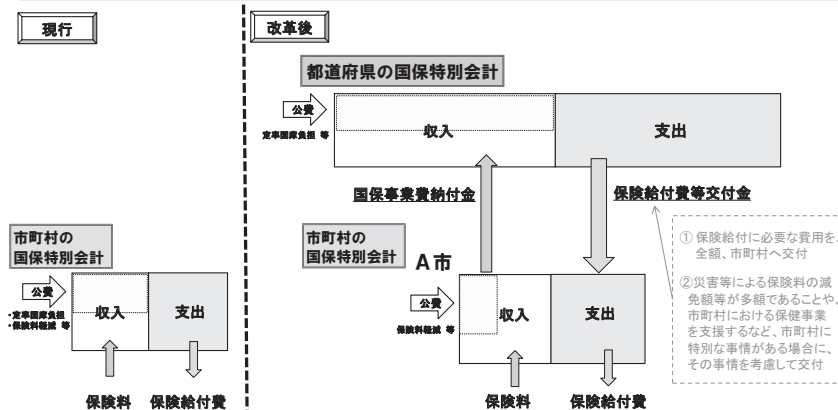 現行
改革後
都道府県の国保特別会計
公費
定率国庫負担 等
収入
支出
国保事業費納付金
保険給付費等交付金
市町村の
国保特別会計
市町村の
国保特別会計
A市
公費
・定率国庫負担
・保険料軽減 等
収入
支出
公費
保険料軽減 等
収入
支出
①保険給付に必要な費用を、
全額、市町村へ交付
②災害等による保険料の減
免額等が多額であることや、
市町村における保健事業
を支援するなど、市町村に
特別な事情がある場合に、
その事情を考慮して交付
保険料
保険給付費
保険料
保険給付費